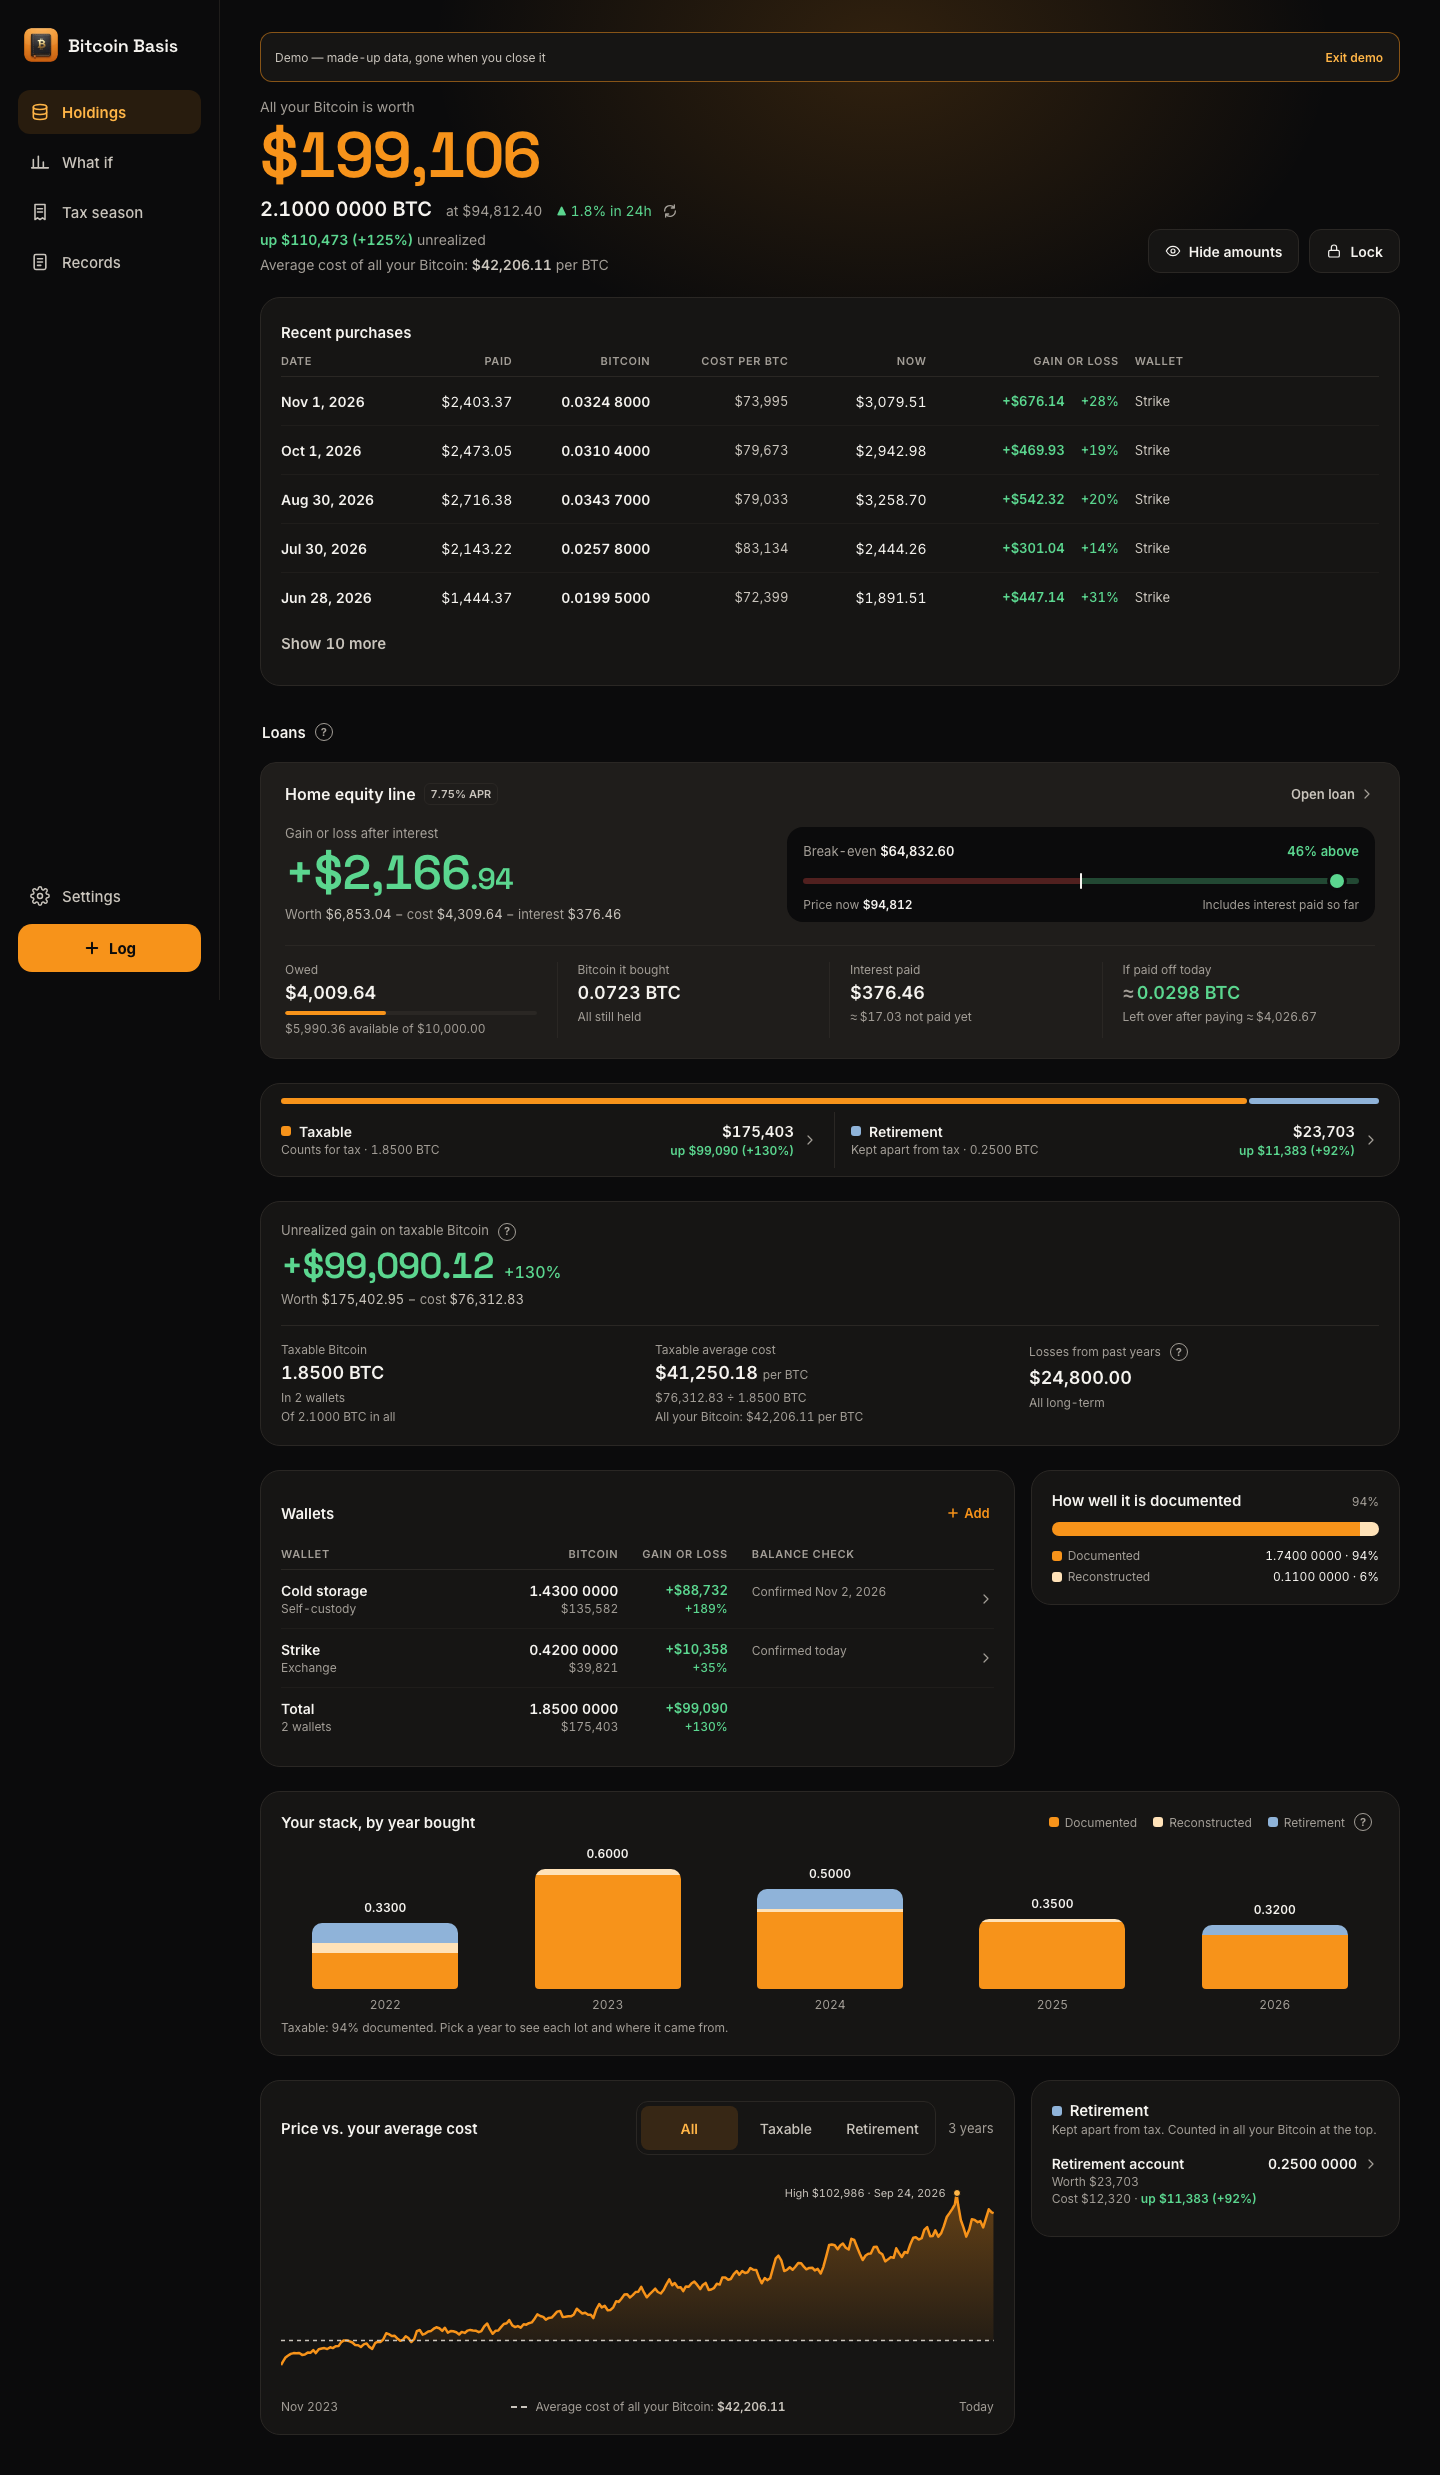 Bitcoin Basis
Holdings
What if
Tax season
Records
Settings
+ Log
Demo — made-up data, gone when you close it
Exit demo
All your Bitcoin is worth
$199,106
2.1000 0000 BTC at $94,812.40 ▲ 1.8% in 24h
up $110,473 (+125%) unrealized
Average cost of all your Bitcoin: $42,206.11 per BTC
Hide amounts
Lock
Recent purchases
DATE PAID BITCOIN COST PER BTC NOW GAIN OR LOSS WALLET
Nov 1, 2026 $2,403.37 0.0324 8000 $73,995 $3,079.51 +$676.14 +28% Strike
Oct 1, 2026 $2,473.05 0.0310 4000 $79,673 $2,942.98 +$469.93 +19% Strike
Aug 30, 2026 $2,716.38 0.0343 7000 $79,033 $3,258.70 +$542.32 +20% Strike
Jul 30, 2026 $2,143.22 0.0257 8000 $83,134 $2,444.26 +$301.04 +14% Strike
Jun 28, 2026 $1,444.37 0.0199 5000 $72,399 $1,891.51 +$447.14 +31% Strike
Show 10 more
Loans ?
Home equity line 7.75% APR
Open loan
Gain or loss after interest
+$2,166.94
Worth $6,853.04 − cost $4,309.64 − interest $376.46
Break-even $64,832.60
46% above
Price now $94,812
Includes interest paid so far
Owed
$4,009.64
$5,990.36 available of $10,000.00
Bitcoin it bought
0.0723 BTC
All still held
Interest paid
$376.46
≈ $17.03 not paid yet
If paid off today
≈ 0.0298 BTC
Left over after paying ≈ $4,026.67
Taxable
$175,403
Counts for tax · 1.8500 BTC
up $99,090 (+130%)
Retirement
$23,703
Kept apart from tax · 0.2500 BTC
up $11,383 (+92%)
Unrealized gain on taxable Bitcoin ?
+$99,090.12 +130%
Worth $175,402.95 − cost $76,312.83
Taxable Bitcoin
1.8500 BTC
In 2 wallets
Of 2.1000 BTC in all
Taxable average cost
$41,250.18 per BTC
$76,312.83 ÷ 1.8500 BTC
All your Bitcoin: $42,206.11 per BTC
Losses from past years ?
$24,800.00
All long-term
Wallets
+ Add
WALLET BITCOIN GAIN OR LOSS BALANCE CHECK
Cold storage 1.4300 0000 +$88,732 Confirmed Nov 2, 2026
Self-custody $135,582 +189%
Strike 0.4200 0000 +$10,358 Confirmed today
Exchange $39,821 +35%
Total 1.8500 0000 +$99,090
2 wallets $175,403 +130%
How well it is documented
94%
Documented 1.7400 0000 · 94%
Reconstructed 0.1100 0000 · 6%
Your stack, by year bought
Documented Reconstructed Retirement ?
0.3300 0.6000 0.5000 0.3500 0.3200
2022 2023 2024 2025 2026
Taxable: 94% documented. Pick a year to see each lot and where it came from.
Price vs. your average cost
All Taxable Retirement 3 years
High $102,986 · Sep 24, 2026
Nov 2023
Average cost of all your Bitcoin: $42,206.11
Today
Retirement
Kept apart from tax. Counted in all your Bitcoin at the top.
Retirement account 0.2500 0000
Worth $23,703
Cost $12,320 · up $11,383 (+92%)